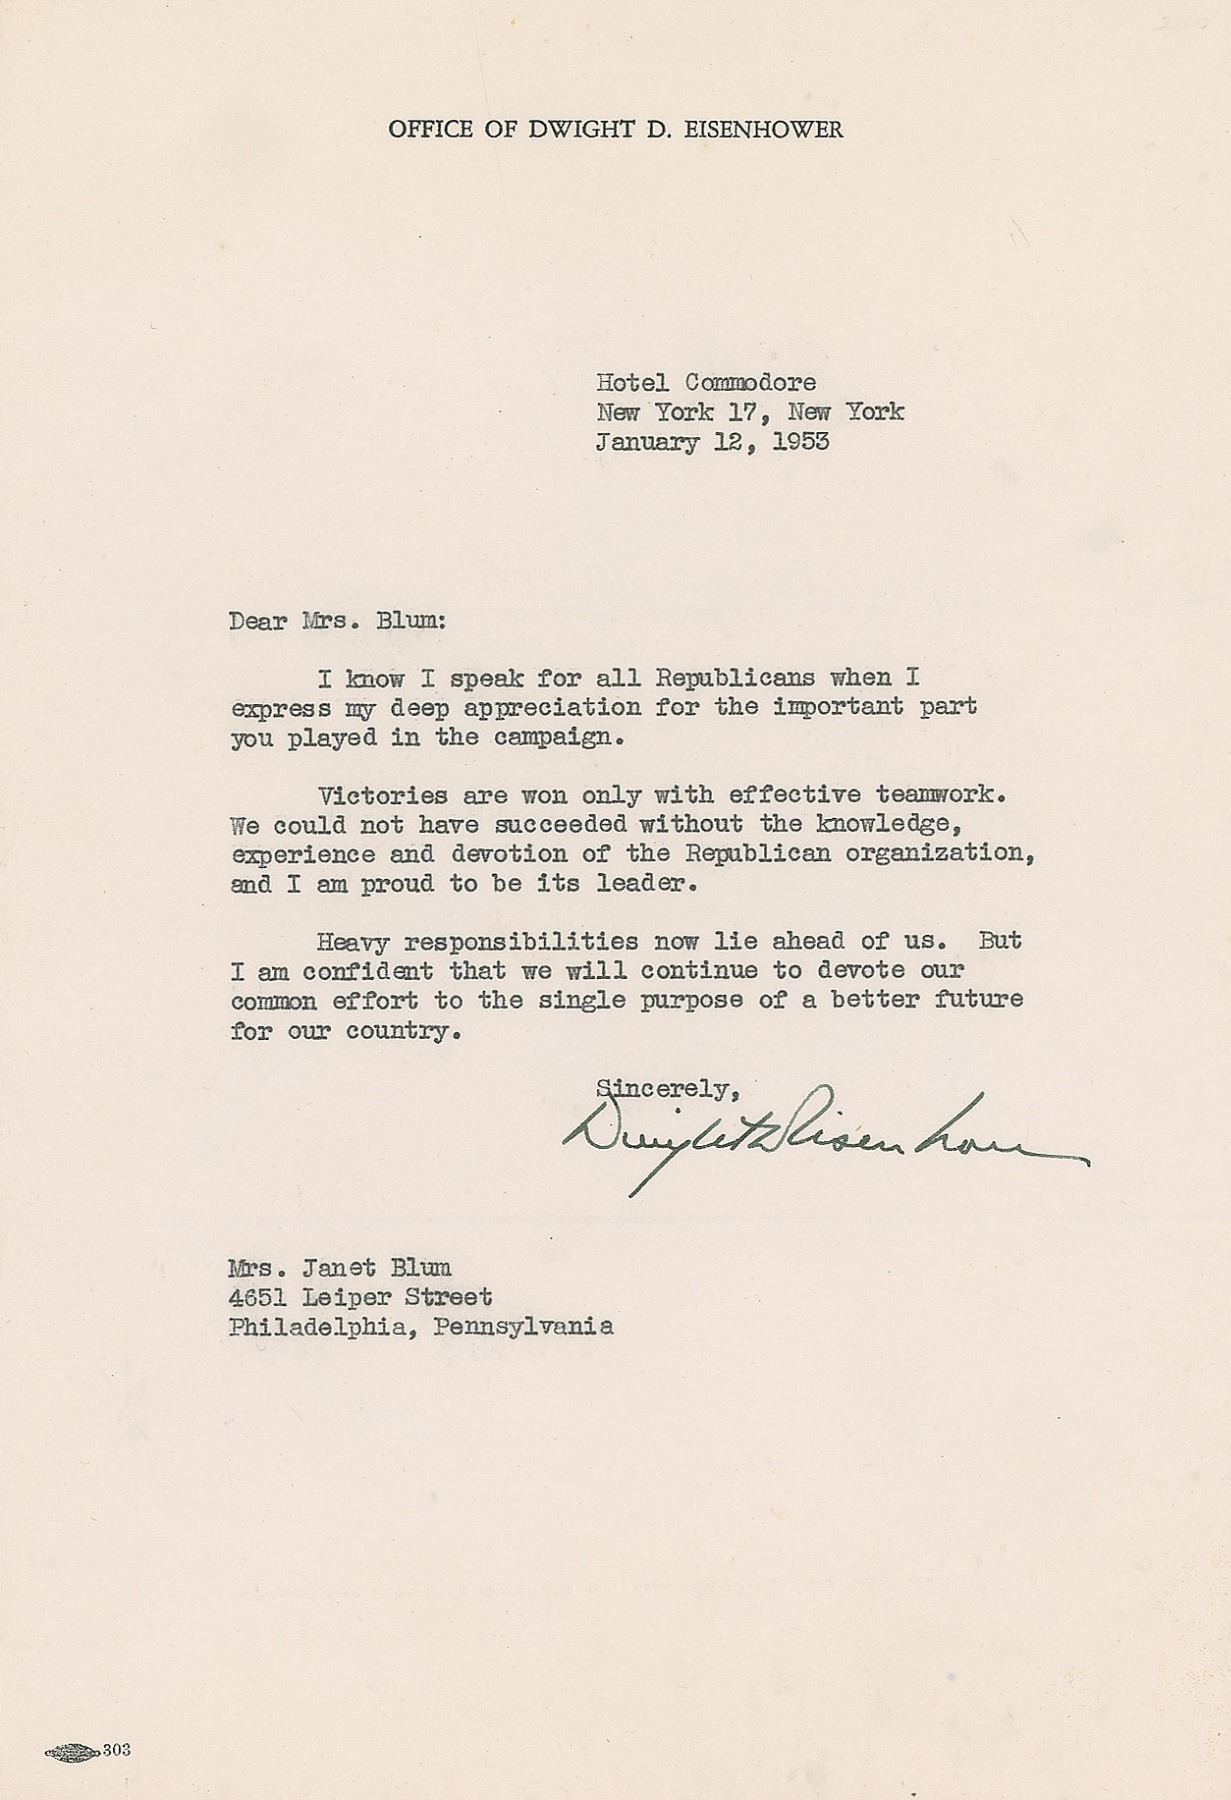 OFFICE OF DWIGHT D. EISENHOWER
Hotel Commodore
New York 17, New York
January 12, 1953
Dear Mrs. Blum:
I know I speak for all Republicans when I
express my deep appreciation for the important part
you played in the campaign.
Victories are won only with effective teamwork.
We could not have succeeded without the knowledge,
experience and devotion of the Republican organization,
and I am proud to be its leader.
Heavy responsibilities now lie ahead of us. But
I am confident that we will continue to devote our
common effort to the single purpose of a better future
for our country.
Sincerely,
Dwight D Eisenhower
Mrs. Janet Blum
4651 Leiper Street
Philadelphia, Pennsylvania
303